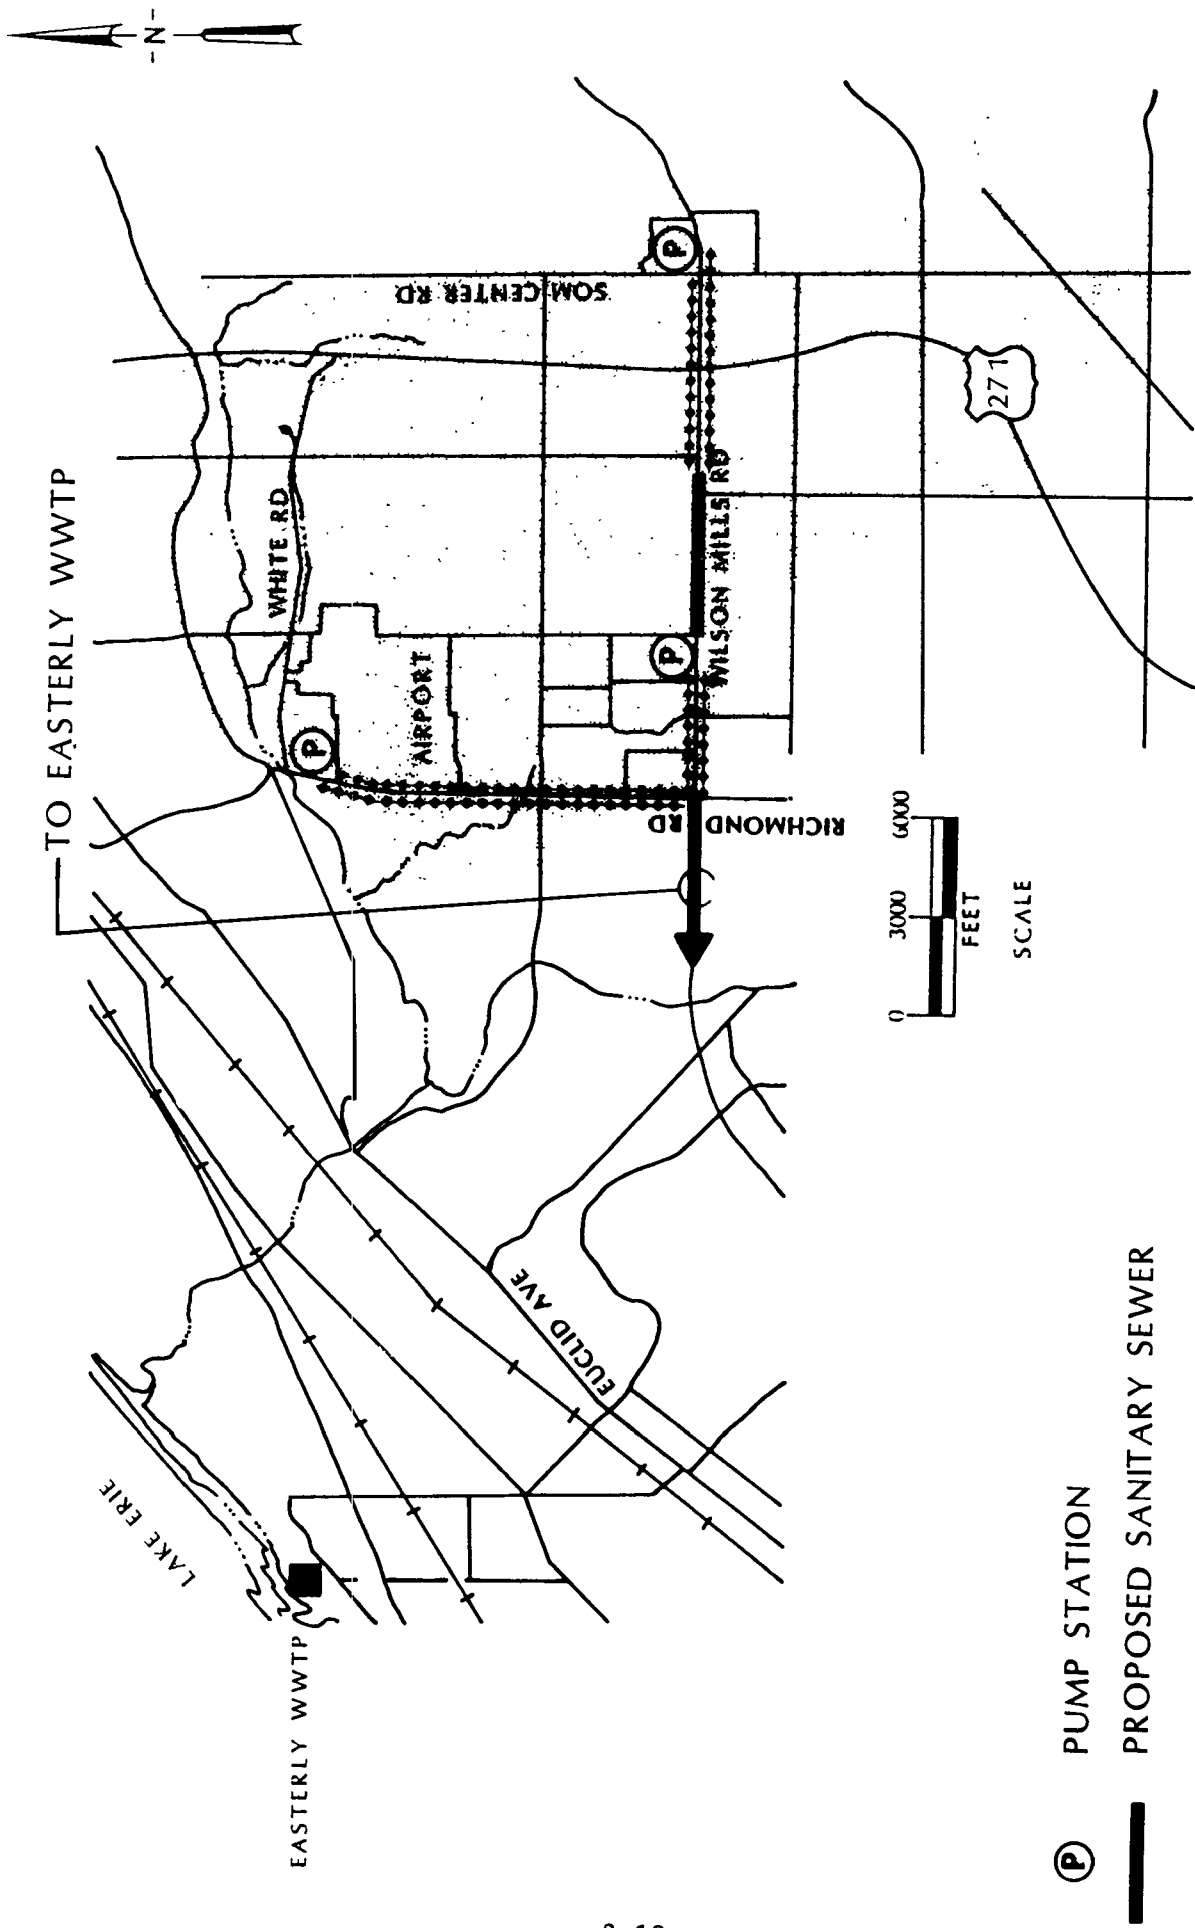 -N-
TO EASTERLY WWTP
SOM CENTER RD
WHITE RD
P
P
P
AIRPORT
WILSON MILLS RD
271
RICHMOND RD
EUCLID AVE
LAKE ERIE
EASTERLY WWTP
0 3000 6000
FEET
SCALE
P PUMP STATION
PROPOSED SANITARY SEWER